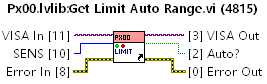 Px00.lvlib:Get Limit Auto Range.vi (4815)
VISA In [11]
PX00
[3] VISA Out
SENS [10]
LIMIT
[2] Auto?
Error In [8]
[0] Error Out